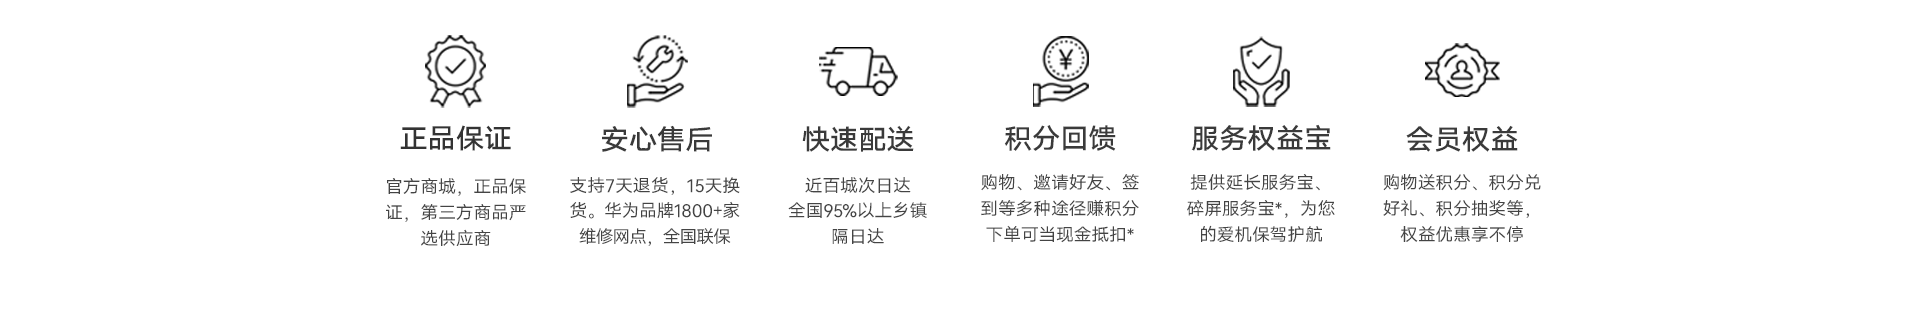 正品保证
官方商城，正品保
证，第三方商品严
选供应商
安心售后
支持7天退货，15天换
货。华为品牌1800+家
维修网点，全国联保
快速配送
近百城次日达
全国95%以上乡镇
隔日达
积分回馈
购物、邀请好友、签
到等多种途径赚积分
下单可当现金抵扣*
服务权益宝
提供延长服务宝、
碎屏服务宝*，为您
的爱机保驾护航
会员权益
购物送积分、积分兑
好礼、积分抽奖等，
权益优惠享不停